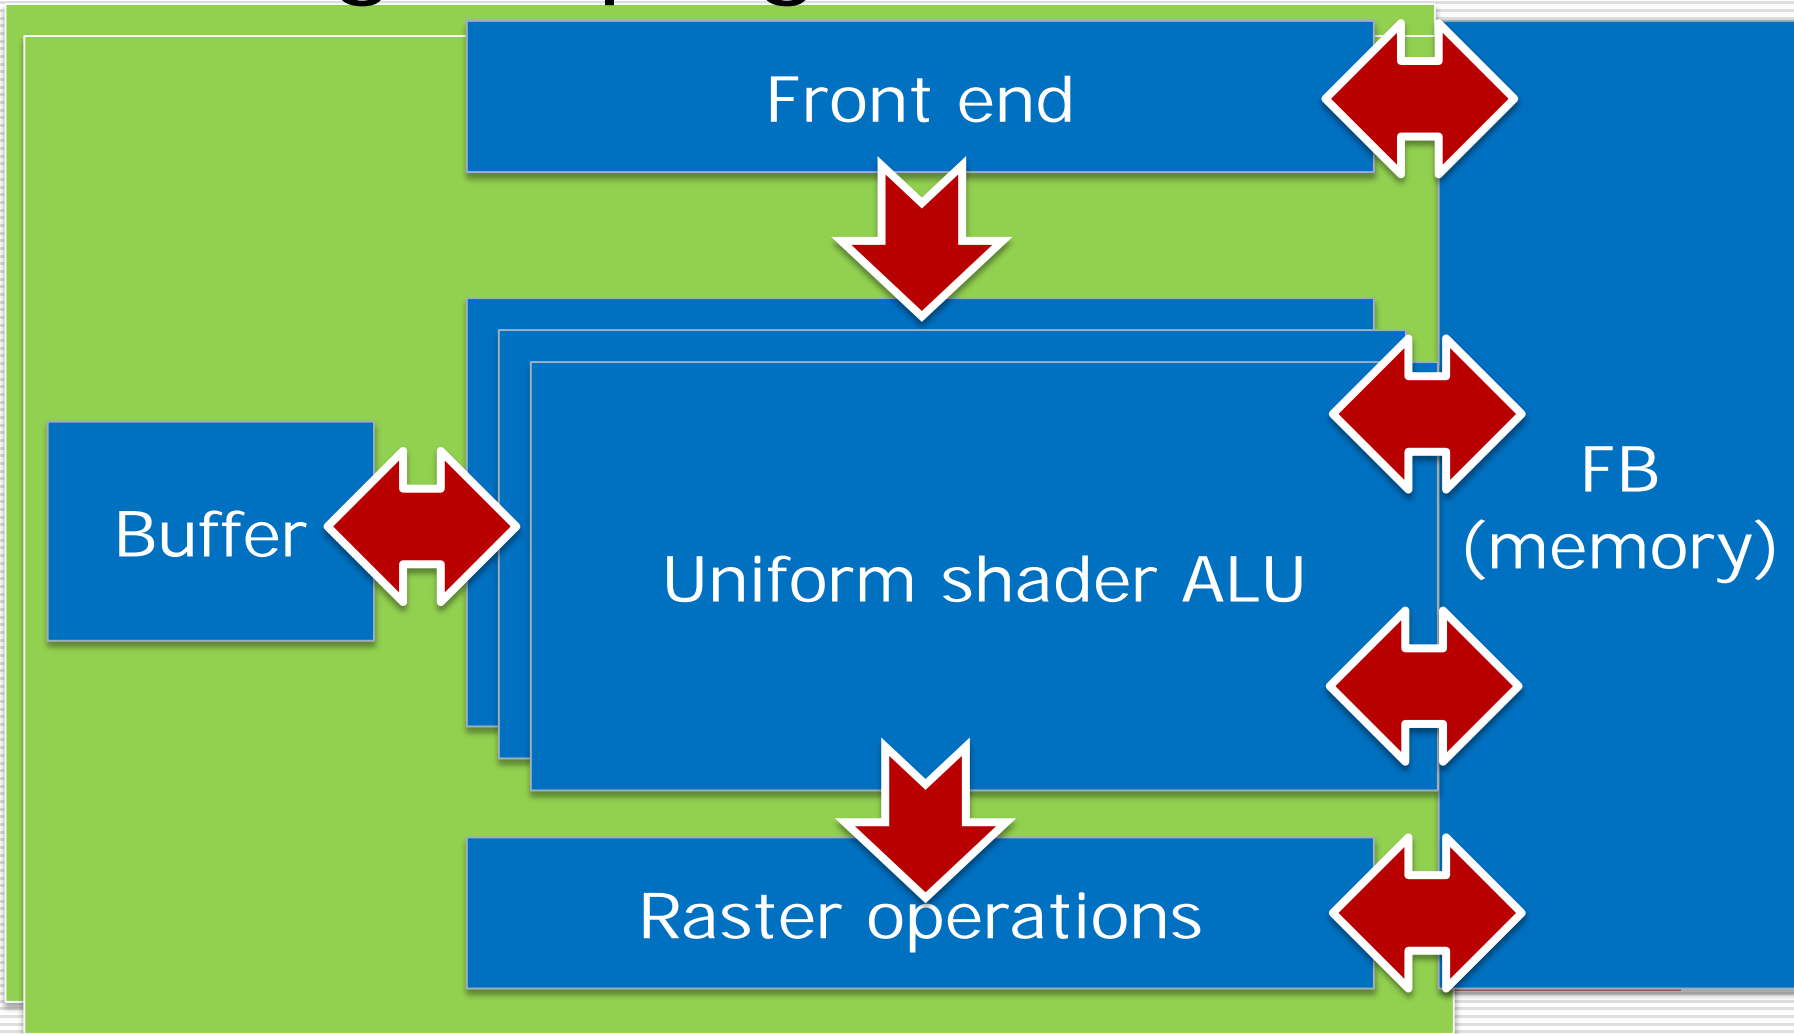 Front end
Buffer
Uniform shader ALU
FB
(memory)
Raster operations